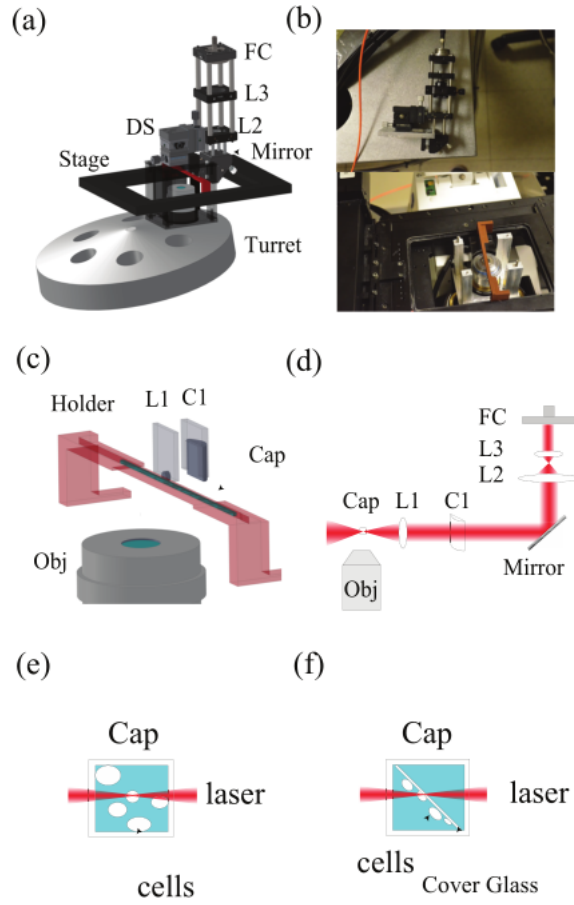 (a)
FC
L3
DS
L2
Stage
Mirror
Turret
(b)
(c)
L1
C1
Holder
Cap
Obj
(d)
FC
L3
L2
Cap
L1
C1
Mirror
Obj
(e)
Cap
laser
cells
(f)
Cap
laser
cells
Cover Glass